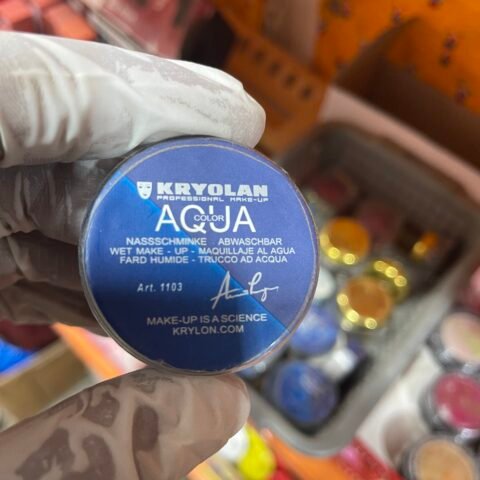 KRYOLAN
PROFESSIONAL MAKE-UP
AQUA
COLOR
NASSSCHMINKE - ABWASCHBAR
WET MAKE - UP - MAQUILLAJE AL AGUA
FARD HUMIDE - TRUCCO AD ACQUA
Art. 1103
MAKE-UP IS A SCIENCE
KRYLON.COM